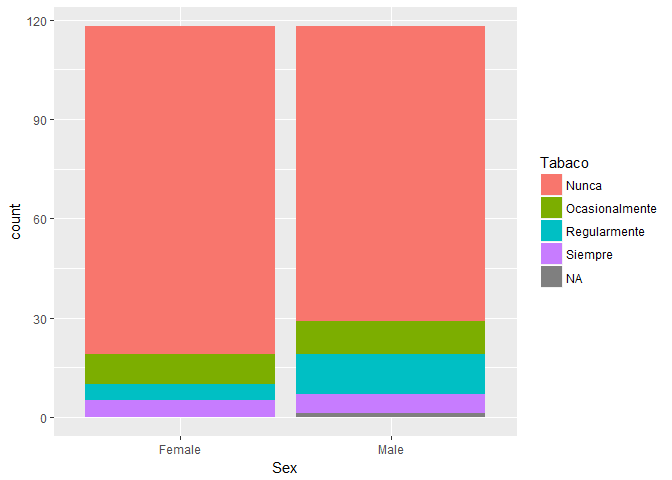 120
90
60
30
0
count
Female
Male
Sex
Tabaco
Nunca
Ocasionalmente
Regularmente
Siempre
NA